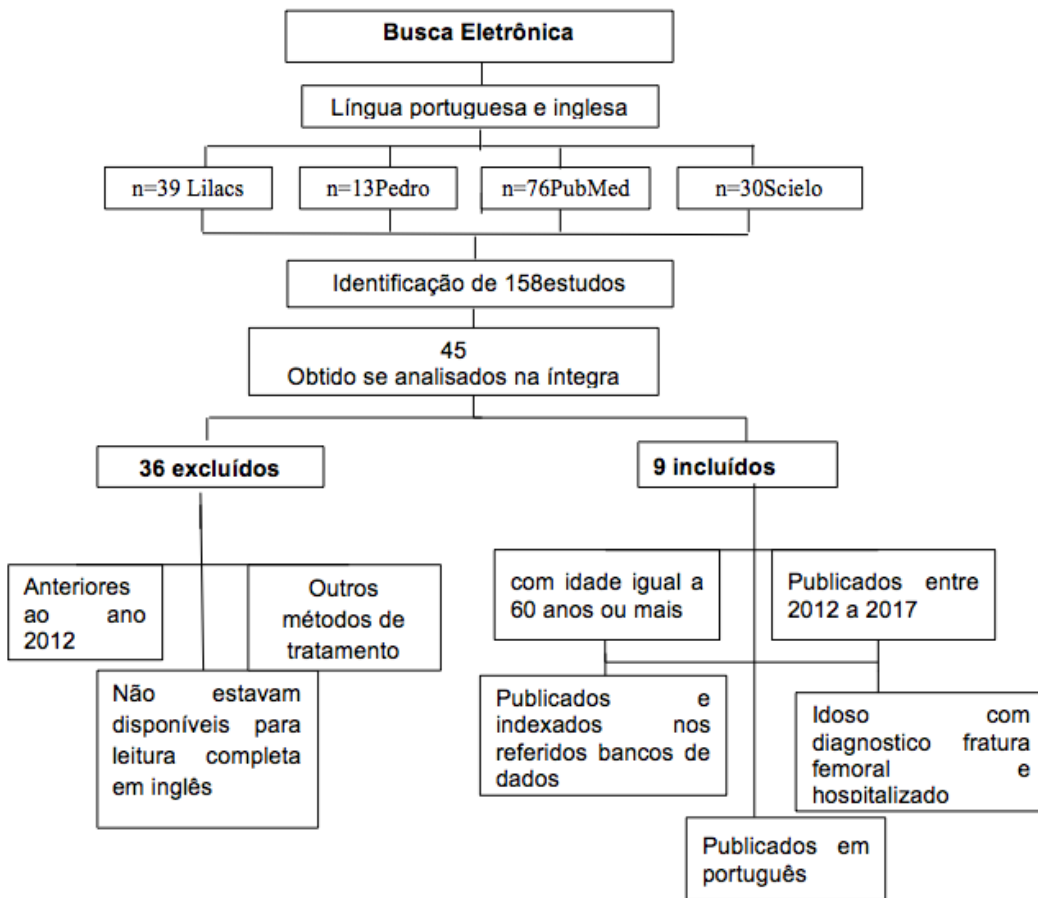 Busca Eletrônica
Língua portuguesa e inglesa
n=39 Lilacs
n=13Pedro
n=76PubMed
n=30Scielo
Identificação de 158estudos
45
Obtido se analisados na íntegra
36 excluídos
9 incluídos
Anteriores
ao ano
2012
Outros
métodos de
tratamento
Não estavam
disponíveis para
leitura completa
em inglês
com idade igual a
60 anos ou mais
Publicados entre
2012 a 2017
Publicados e
indexados nos
referidos bancos de
dados
Idoso com
diagnostico fratura
femoral e
hospitalizado
Publicados em
português